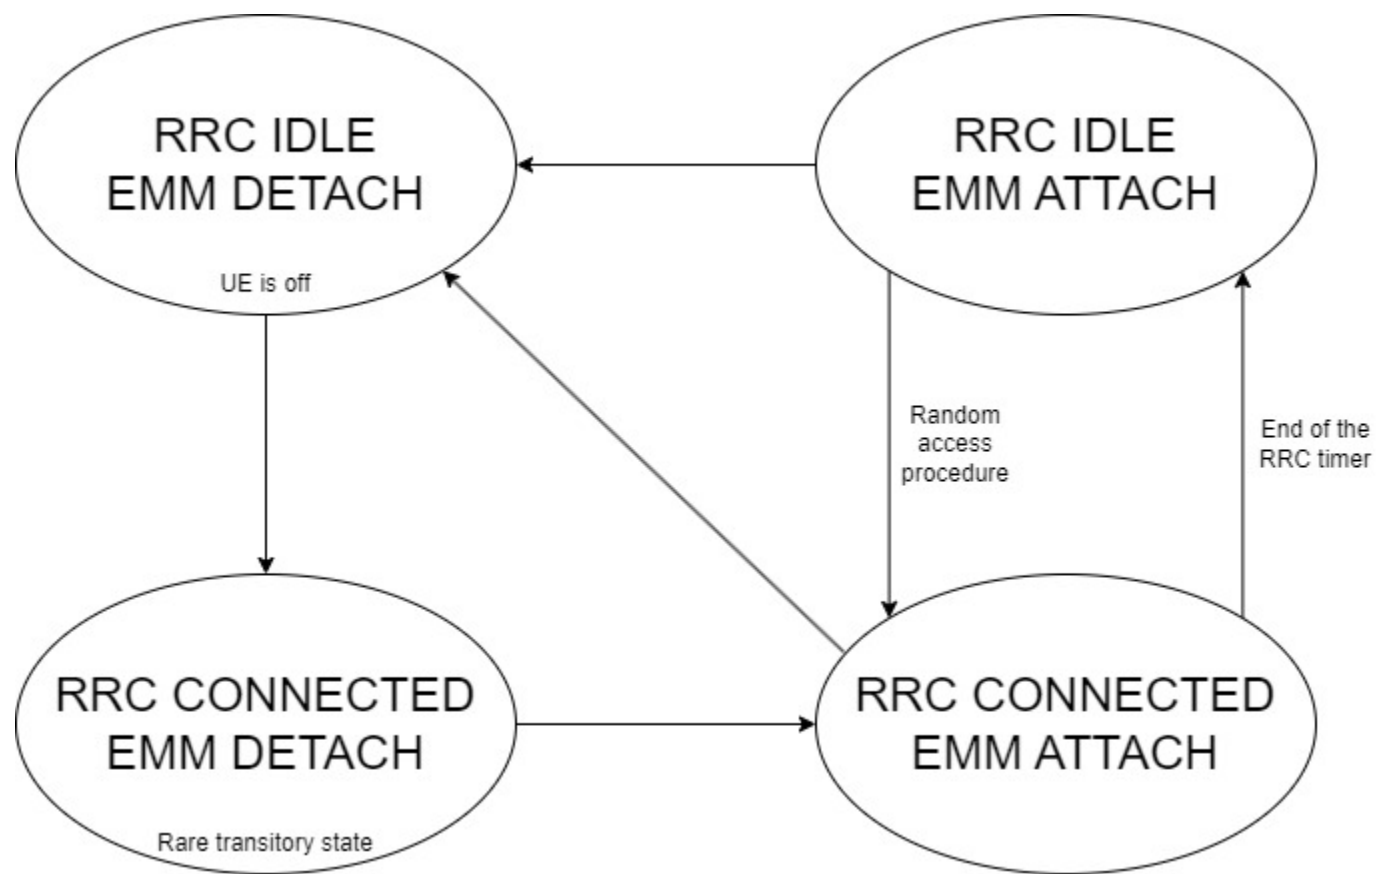 RRC IDLE
EMM DETACH
UE is off
RRC IDLE
EMM ATTACH
Random
access
procedure
End of the
RRC timer
RRC CONNECTED
EMM DETACH
Rare transitory state
RRC CONNECTED
EMM ATTACH